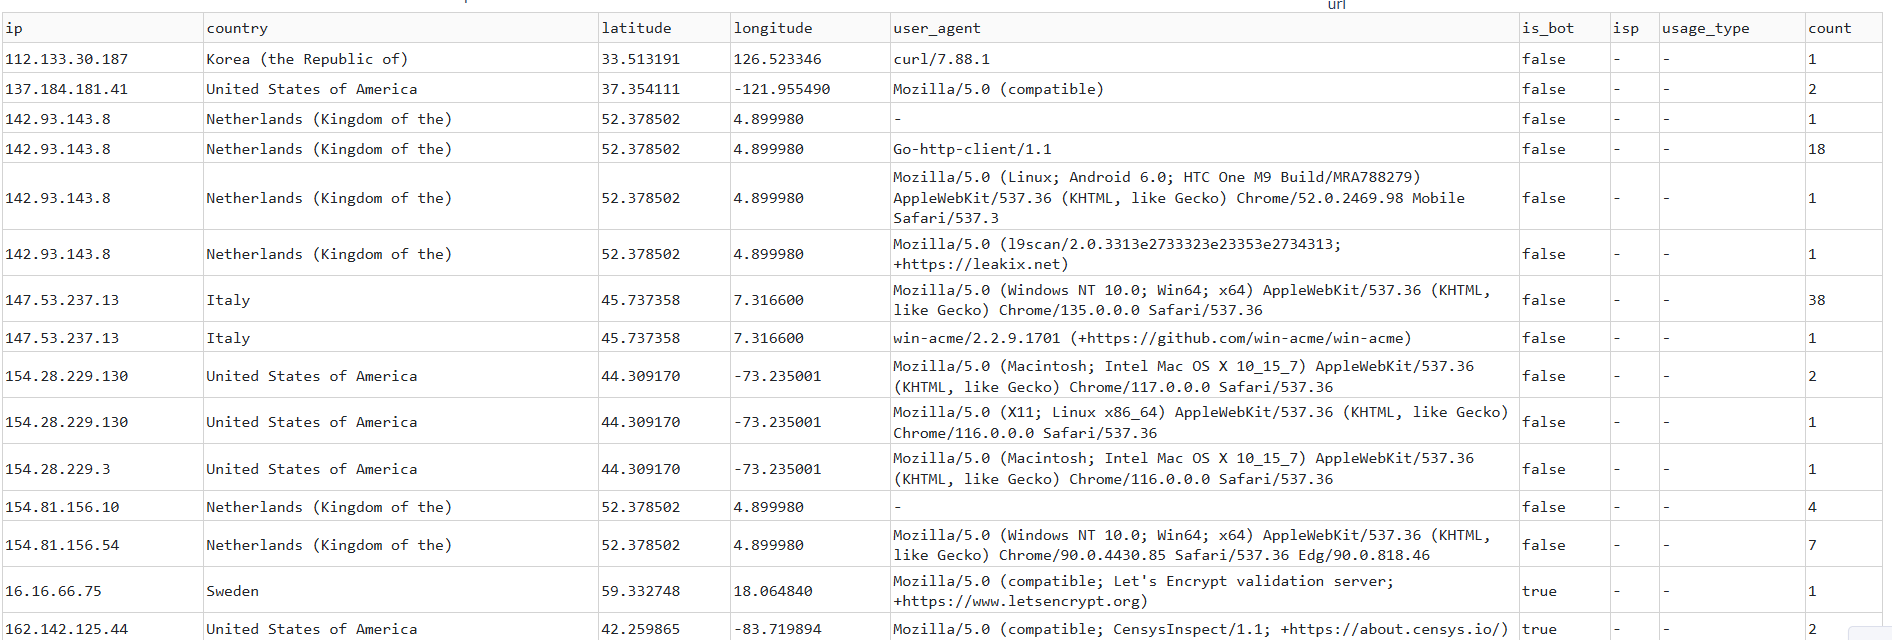 url
ip country latitude longitude user_agent is_bot isp usage_type count
112.133.30.187 Korea (the Republic of) 33.513191 126.523346 curl/7.88.1 false - - 1
137.184.181.41 United States of America 37.354111 -121.955490 Mozilla/5.0 (compatible) false - - 2
142.93.143.8 Netherlands (Kingdom of the) 52.378502 4.899980 - false - - 1
142.93.143.8 Netherlands (Kingdom of the) 52.378502 4.899980 Go-http-client/1.1 false - - 18
Mozilla/5.0 (Linux; Android 6.0; HTC One M9 Build/MRA788279)
142.93.143.8 Netherlands (Kingdom of the) 52.378502 4.899980 AppleWebKit/537.36 (KHTML, like Gecko) Chrome/52.0.2469.98 Mobile false - - 1
Safari/537.3
Mozilla/5.0 (l9scan/2.0.3313e2733323e23353e2734313;
142.93.143.8 Netherlands (Kingdom of the) 52.378502 4.899980 false - - 1
+https://leakix.net)
Mozilla/5.0 (Windows NT 10.0; Win64; x64) AppleWebKit/537.36 (KHTML,
147.53.237.13 Italy 45.737358 7.316600 false - - 38
like Gecko) Chrome/135.0.0.0 Safari/537.36
147.53.237.13 Italy 45.737358 7.316600 win-acme/2.2.9.1701 (+https://github.com/win-acme/win-acme) false - - 1
Mozilla/5.0 (Macintosh; Intel Mac OS X 10_15_7) AppleWebKit/537.36
154.28.229.130 United States of America 44.309170 -73.235001 false - - 2
(KHTML, like Gecko) Chrome/117.0.0.0 Safari/537.36
Mozilla/5.0 (X11; Linux x86_64) AppleWebKit/537.36 (KHTML, like Gecko)
154.28.229.130 United States of America 44.309170 -73.235001 false - - 1
Chrome/116.0.0.0 Safari/537.36
Mozilla/5.0 (Macintosh; Intel Mac OS X 10_15_7) AppleWebKit/537.36
154.28.229.3 United States of America 44.309170 -73.235001 false - - 1
(KHTML, like Gecko) Chrome/116.0.0.0 Safari/537.36
154.81.156.10 Netherlands (Kingdom of the) 52.378502 4.899980 - false - - 4
Mozilla/5.0 (Windows NT 10.0; Win64; x64) AppleWebKit/537.36 (KHTML,
154.81.156.54 Netherlands (Kingdom of the) 52.378502 4.899980 false - - 7
like Gecko) Chrome/90.0.4430.85 Safari/537.36 Edg/90.0.818.46
Mozilla/5.0 (compatible; Let's Encrypt validation server;
16.16.66.75 Sweden 59.332748 18.064840 true - - 1
+https://www.letsencrypt.org)
162.142.125.44 United States of America 42.259865 -83.719894 Mozilla/5.0 (compatible; CensysInspect/1.1; +https://about.censys.io/) true - - 2